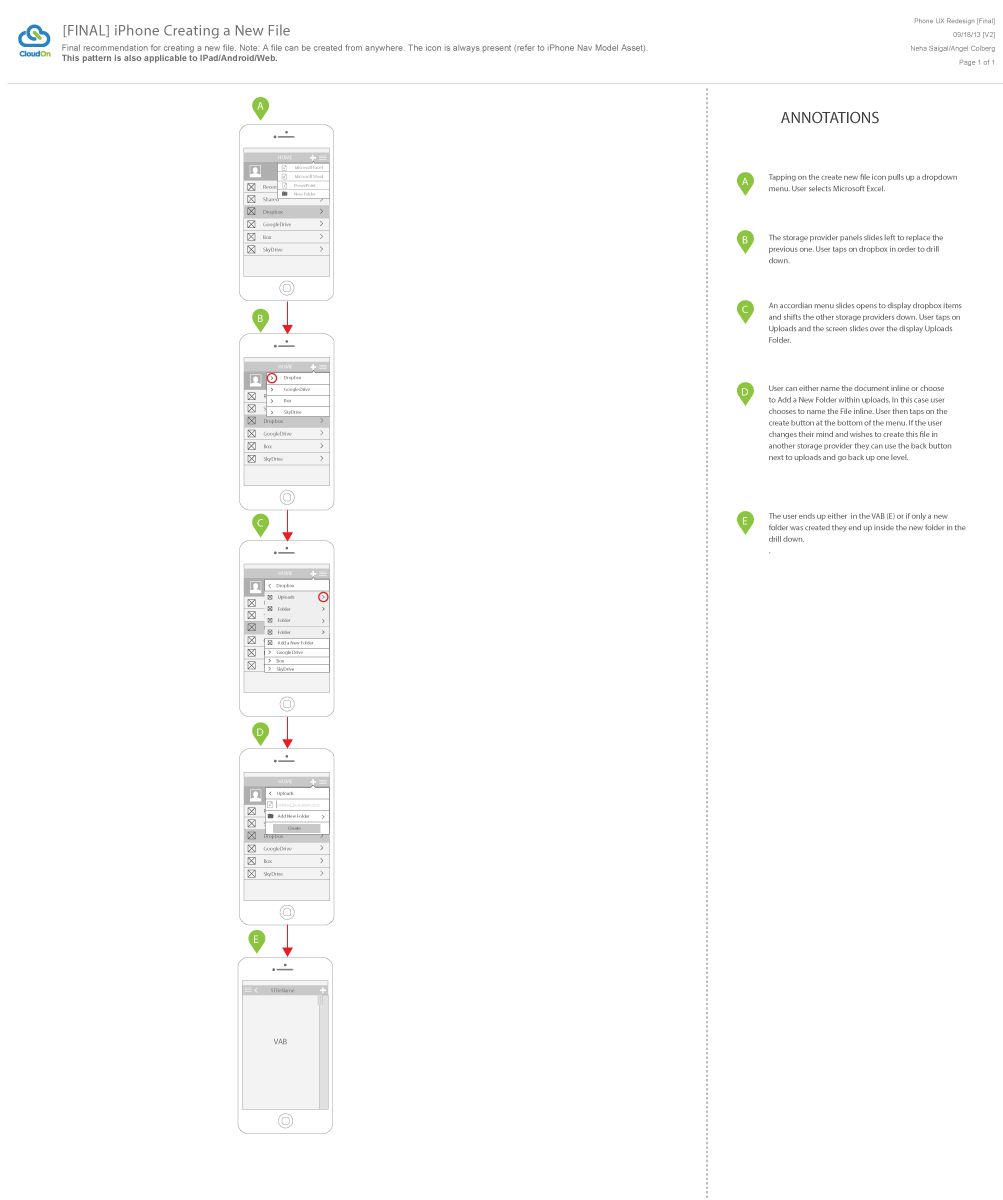 CloudOn
[FINAL] iPhone Creating a New File
Final recommendation for creating a new file. Note: A file can be created from anywhere. The icon is always present (refer to iPhone Nav Model Asset).
This pattern is also applicable to IPad/Android/Web.
Phone UX Redesign [Final]
09/18/13 [V2]
Neha Saigal/Angel Colberg
Page 1 of 1
A
HOME
Microsoft Excel
Microsoft Word
PowerPoint
New Folder
Recen
Shared
Dropbox
GoogleDrive
Box
SkyDrive
B
HOME
Dropbox
GoogleDrive
Box
SkyDrive
Dropbox
GoogleDrive
Box
SkyDrive
C
HOME
Dropbox
Uploads
Folder
Folder
Folder
Add a New Folder
GoogleDrive
Box
SkyDrive
D
HOME
Uploads
Add New Folder
Create
Dropbox
GoogleDrive
Box
SkyDrive
E
VAB
ANNOTATIONS
A
Tapping on the create new file icon pulls up a dropdown
menu. User selects Microsoft Excel.
B
The storage provider panels slides left to replace the
previous one. User taps on dropbox in order to drill
down.
C
An accordian menu slides opens to display dropbox items
and shifts the other storage providers down. User taps on
Uploads and the screen slides over the display Uploads
Folder.
D
User can either name the document inline or choose
to Add a New Folder within uploads. In this case user
chooses to name the File inline. User then taps on the
create button at the bottom of the menu. If the user
changes their mind and wishes to create this file in
another storage provider they can use the back button
next to uploads and go back up one level.
E
The user ends up either in the VAB (E) or if only a new
folder was created they end up inside the new folder in the
drill down.
.